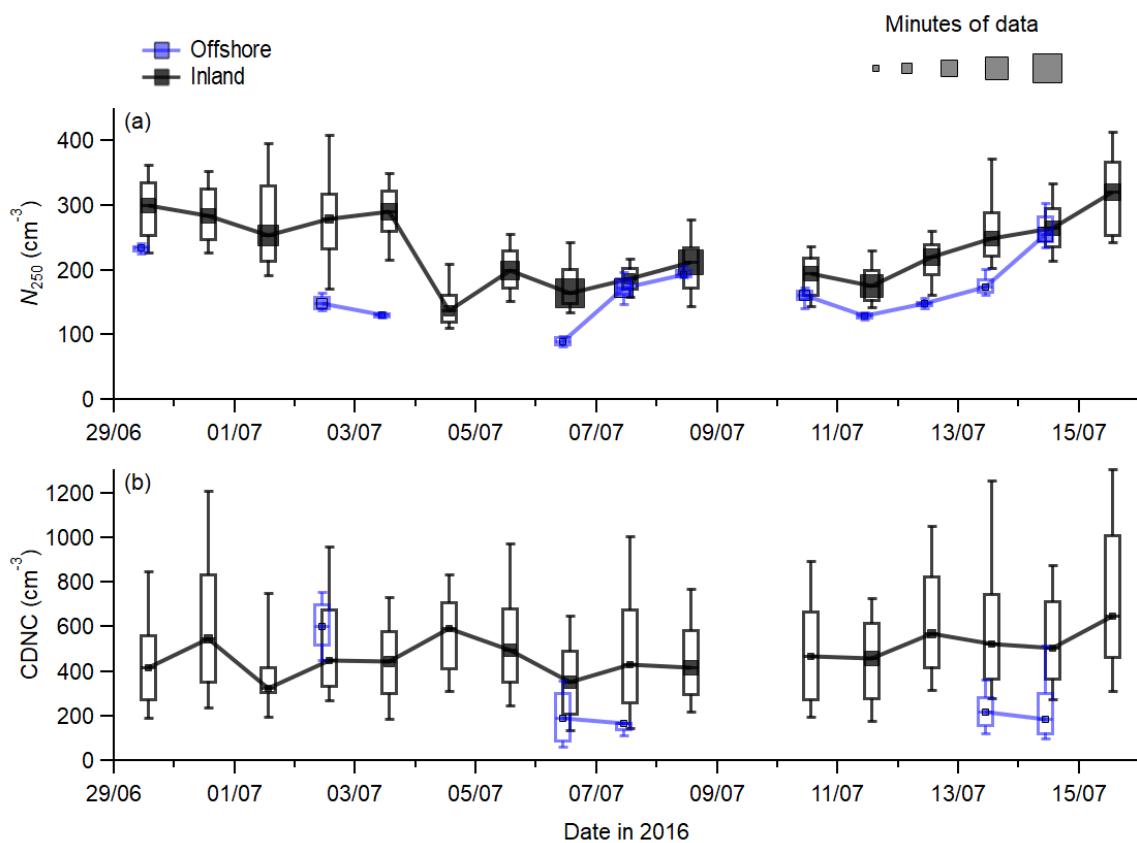 Offshore
Inland
Minutes of data
(a)
N250 (cm-3)
400
300
200
100
0
29/06 01/07 03/07 05/07 07/07 09/07 11/07 13/07 15/07
(b)
CDNC (cm-3)
1200
1000
800
600
400
200
0
29/06 01/07 03/07 05/07 07/07 09/07 11/07 13/07 15/07
Date in 2016